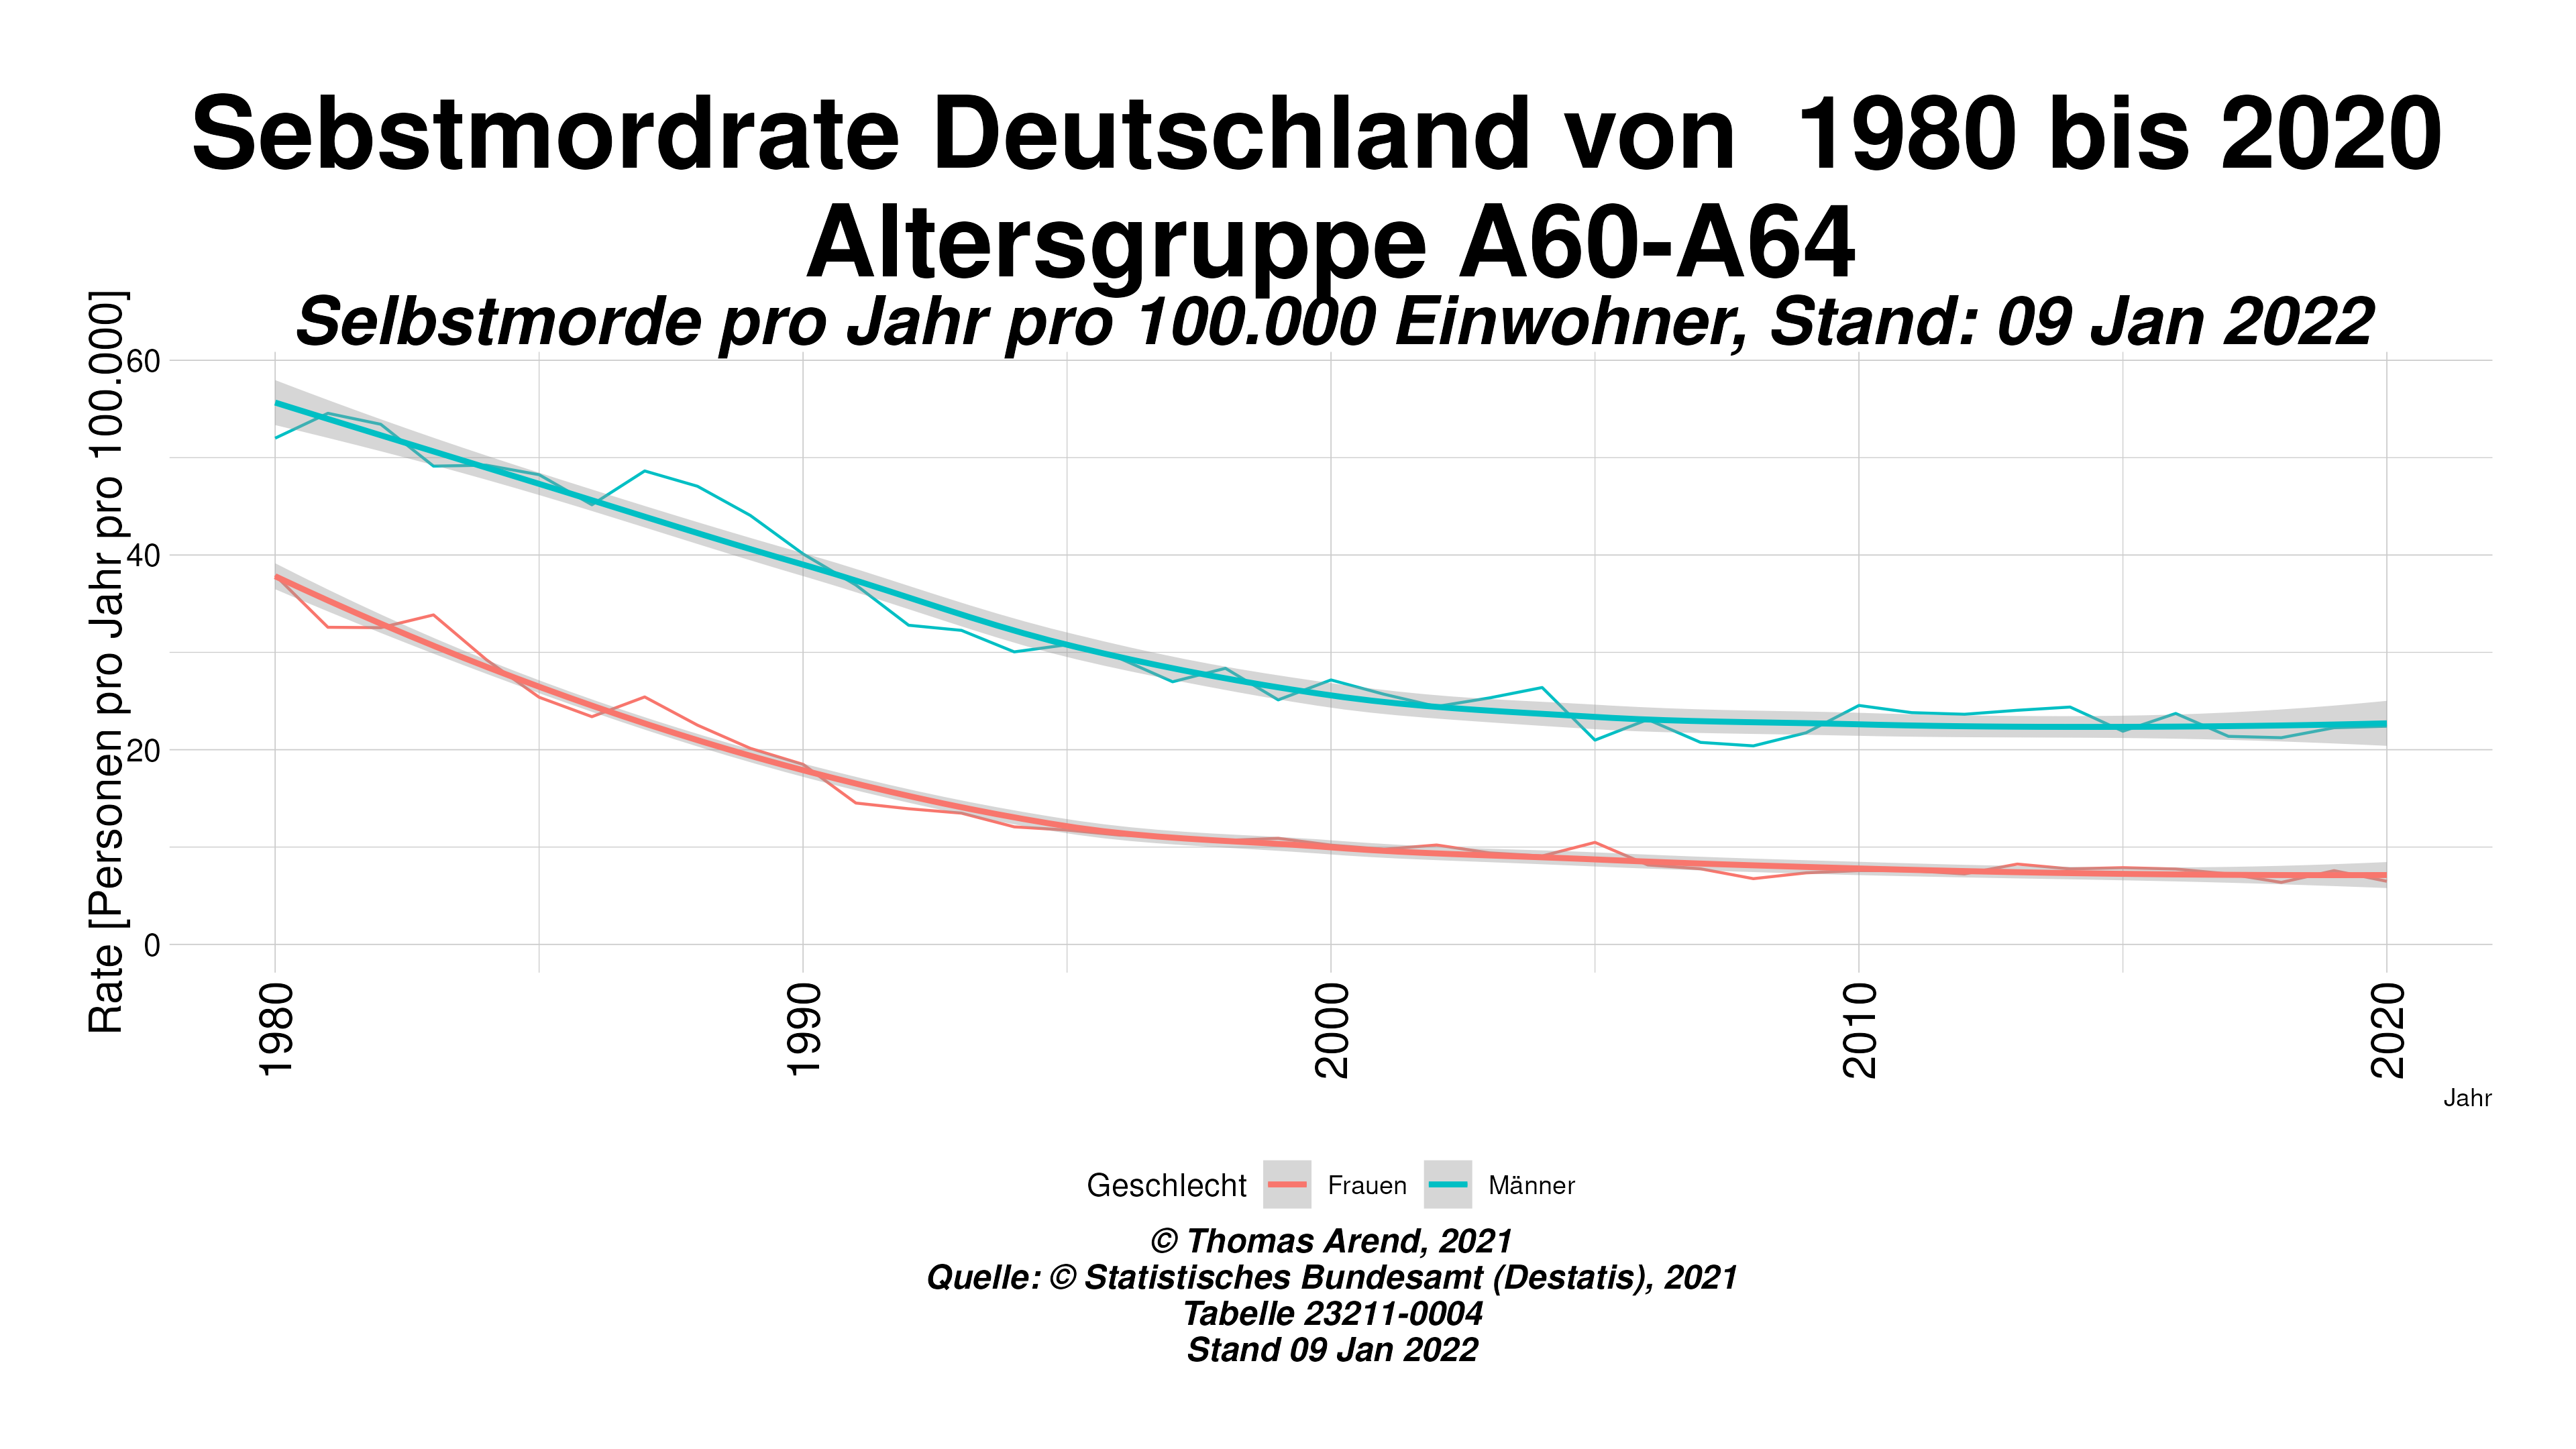 Sebstmordrate Deutschland von  1980 bis 2020
Altersgruppe A60-A64
Selbstmorde pro Jahr pro 100.000 Einwohner, Stand: 09 Jan 2022
Rate [Personen pro Jahr pro 100.000]
60
40
20
0
1980
1990
2000
2010
2020
Jahr
Geschlecht Frauen Männer
© Thomas Arend, 2021
Quelle: © Statistisches Bundesamt (Destatis), 2021
Tabelle 23211-0004
Stand 09 Jan 2022